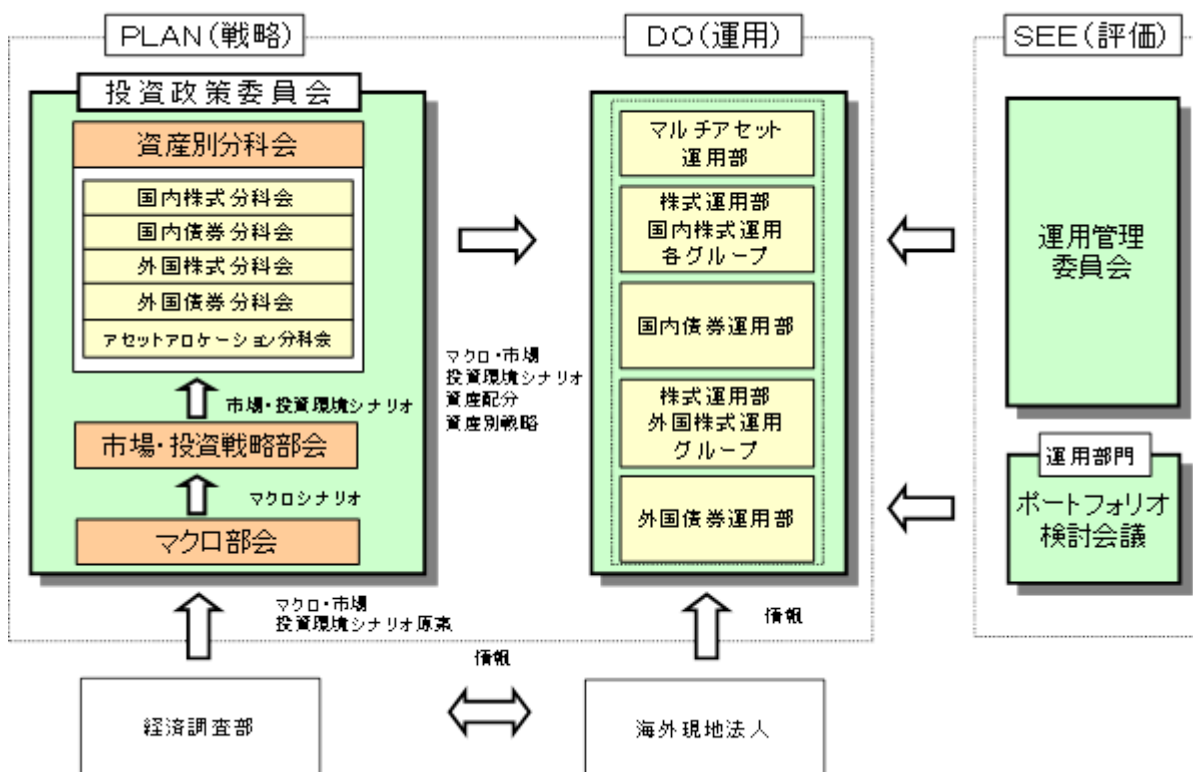 PLAN(戦略)
DO(運用)
SEE(評価)
投資政策委員会
資産別分科会
国内株式分科会
国内債券分科会
外国株式分科会
外国債券分科会
アセットアロケーション分科会
市場・投資環境シナリオ
市場・投資戦略部会
マクロシナリオ
マクロ部会
マクロ・市場
投資環境シナリオ
資産配分
資産別戦略
マルチアセット
運用部
株式運用部
国内株式運用
各グループ
国内債券運用部
株式運用部
外国株式運用
グループ
外国債券運用部
運用管理
委員会
運用部門
ポートフォリオ
検討会議
マクロ・市場
投資環境シナリオ原案
情報
情報
経済調査部
海外現地法人